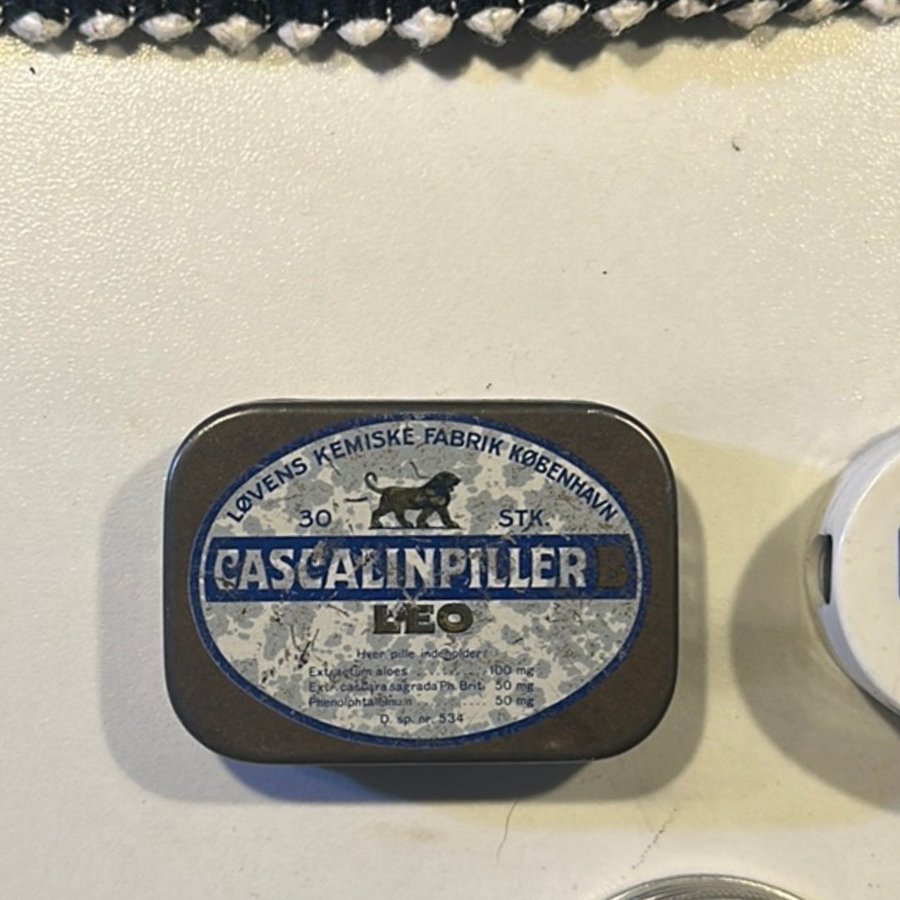 LØVENS KEMISKE FABRIK KØBENHAVN
30 STK.
CASCALINPILLER B
LEO
Hver pille indeholder:
Extractum aloes ........ 100 mg
Extr. cascara sagrada Ph. Brit. 50 mg
Phenolphtaleinum .... 50 mg
D. sp. nr. 534